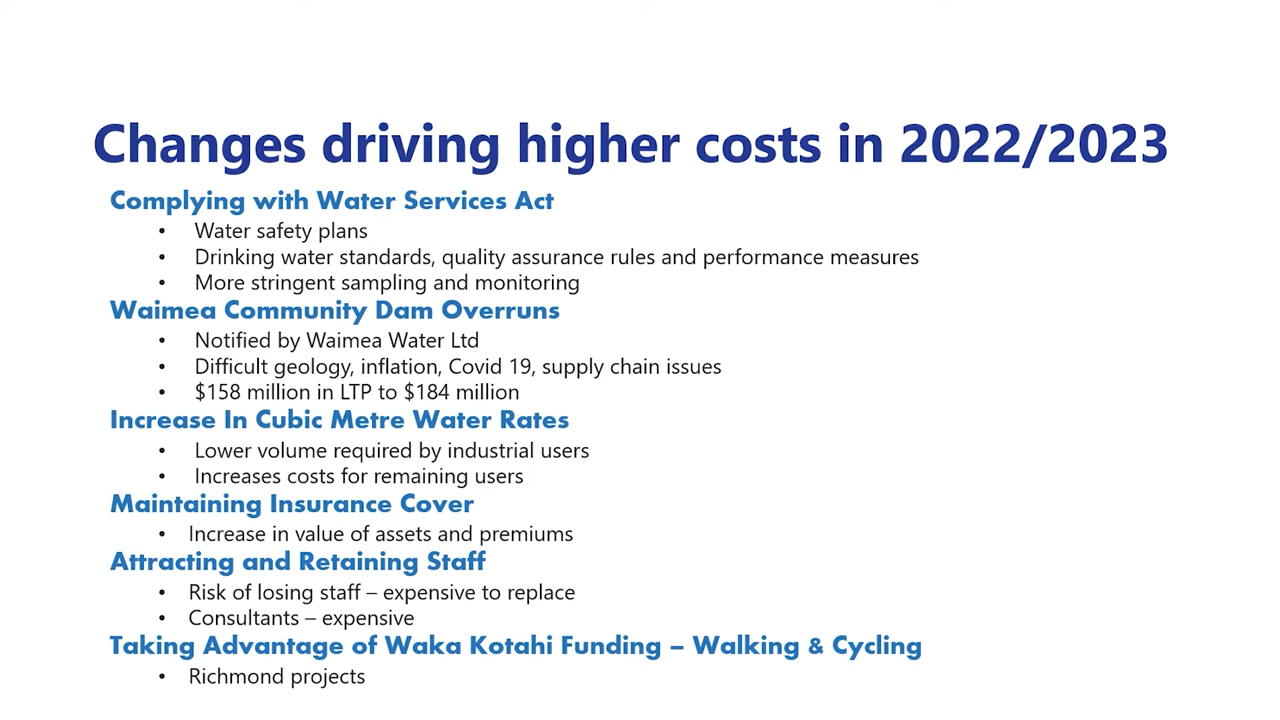 Changes driving higher costs in 2022/2023
Complying with Water Services Act
• Water safety plans
• Drinking water standards, quality assurance rules and performance measures
• More stringent sampling and monitoring
Waimea Community Dam Overruns
• Notified by Waimea Water Ltd
• Difficult geology, inflation, Covid 19, supply chain issues
• $158 million in LTP to $184 million
Increase In Cubic Metre Water Rates
• Lower volume required by industrial users
• Increases costs for remaining users
Maintaining Insurance Cover
• Increase in value of assets and premiums
Attracting and Retaining Staff
• Risk of losing staff – expensive to replace
• Consultants – expensive
Taking Advantage of Waka Kotahi Funding – Walking & Cycling
• Richmond projects